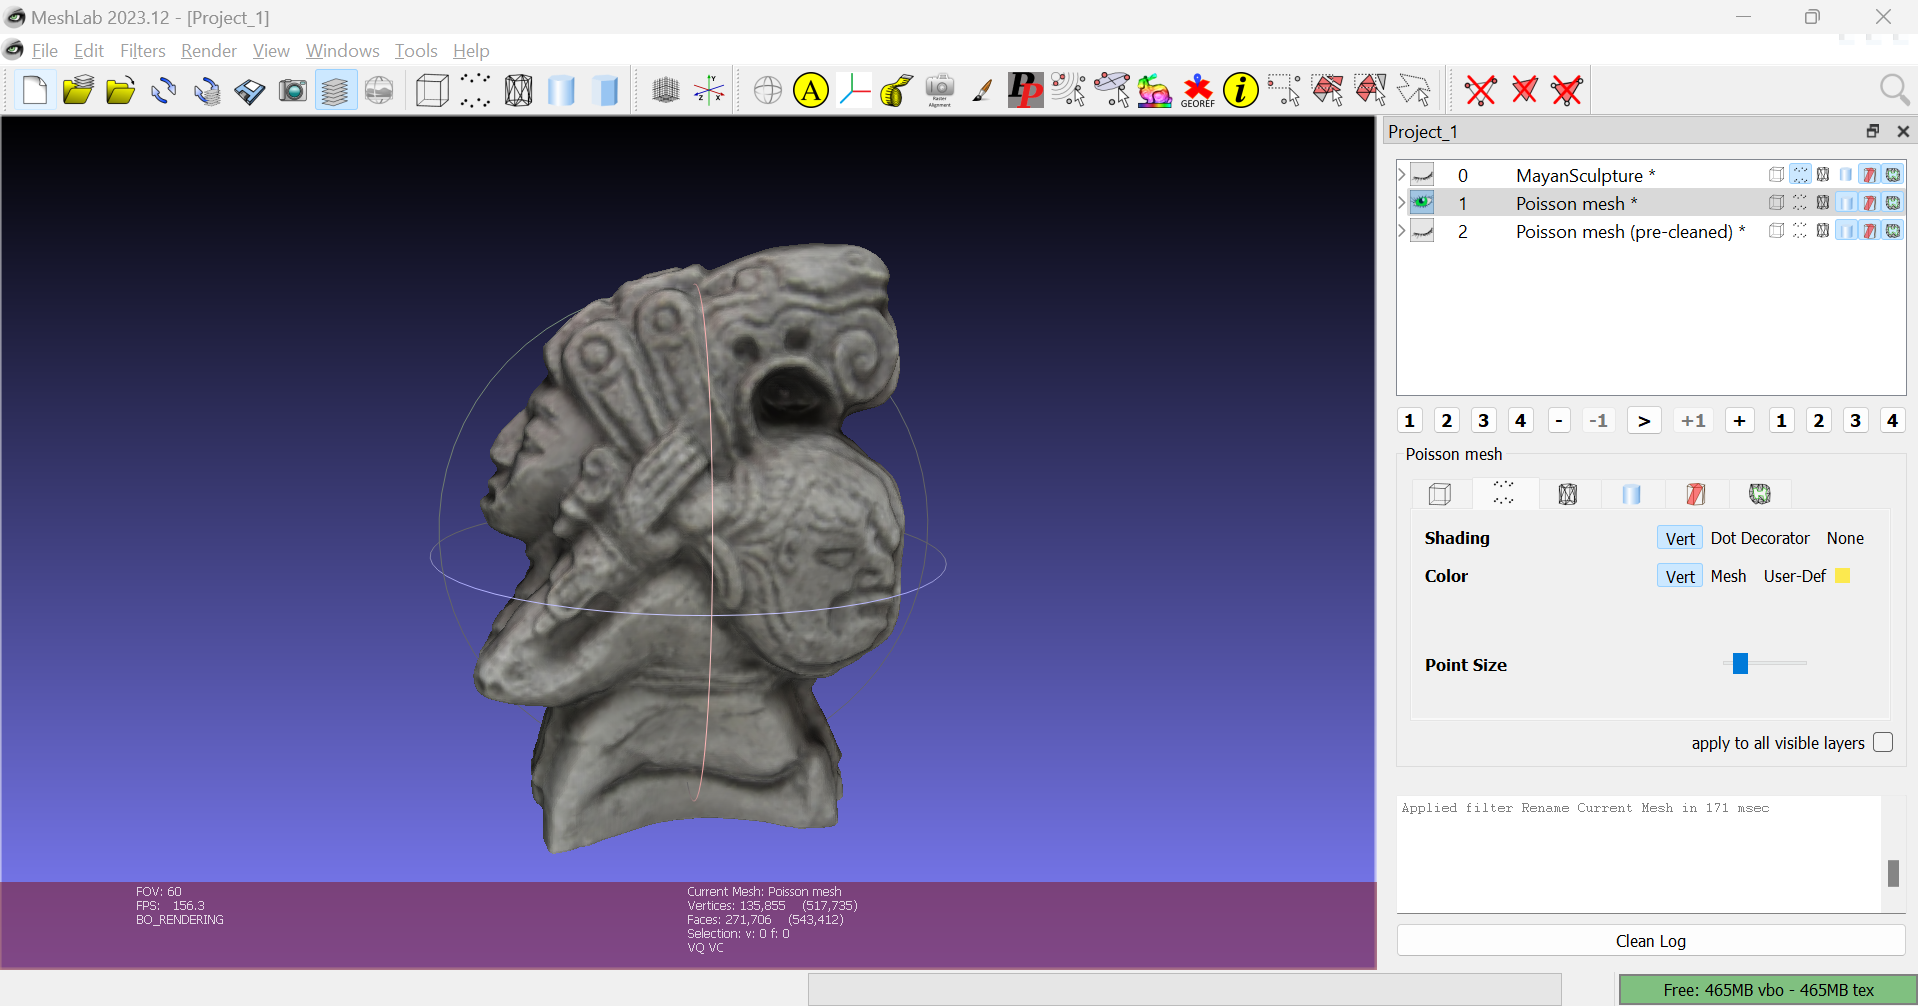 MeshLab 2023.12 - [Project_1]
File Edit Filters Render View Windows Tools Help
A
Raster Alignment
PP
GEOREF
i
Project_1
0 MayanSculpture *
1 Poisson mesh *
2 Poisson mesh (pre-cleaned) *
1 2 3 4 - -1 > +1 + 1 2 3 4
Poisson mesh
Shading Vert Dot Decorator None
Color Vert Mesh User-Def
Point Size
apply to all visible layers
Applied filter Rename Current Mesh in 171 msec
Clean Log
FOV: 60
FPS: 156.3
BO_RENDERING
Current Mesh: Poisson mesh
Vertices: 135,855 (517,735)
Faces: 271,706 (543,412)
Selection: v: 0 f: 0
VQ VC
Free: 465MB vbo - 465MB tex